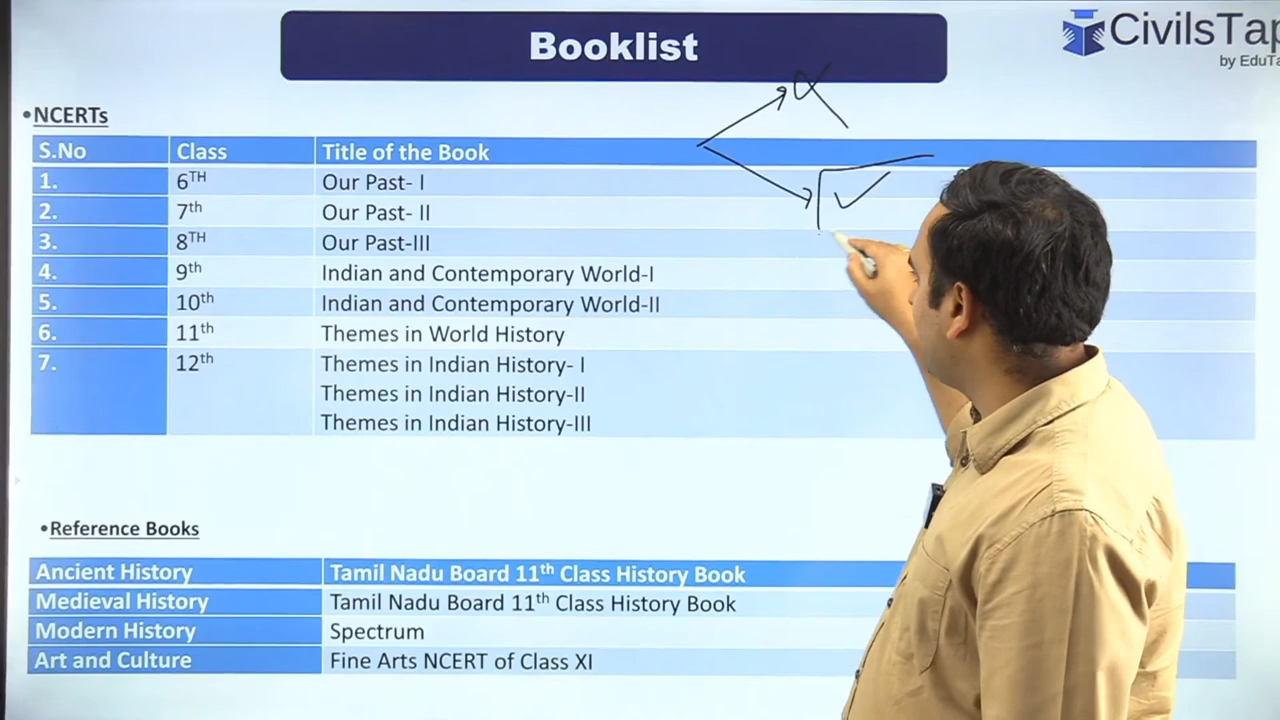 Booklist
CivilsTap
by EduTa
•NCERTs
S.No Class Title of the Book
1. 6TH Our Past- I
2. 7th Our Past- II
3. 8TH Our Past-III
4. 9th Indian and Contemporary World-I
5. 10th Indian and Contemporary World-II
6. 11th Themes in World History
7. 12th Themes in Indian History- I
Themes in Indian History-II
Themes in Indian History-III
•Reference Books
Ancient History Tamil Nadu Board 11th Class History Book
Medieval History Tamil Nadu Board 11th Class History Book
Modern History Spectrum
Art and Culture Fine Arts NCERT of Class XI